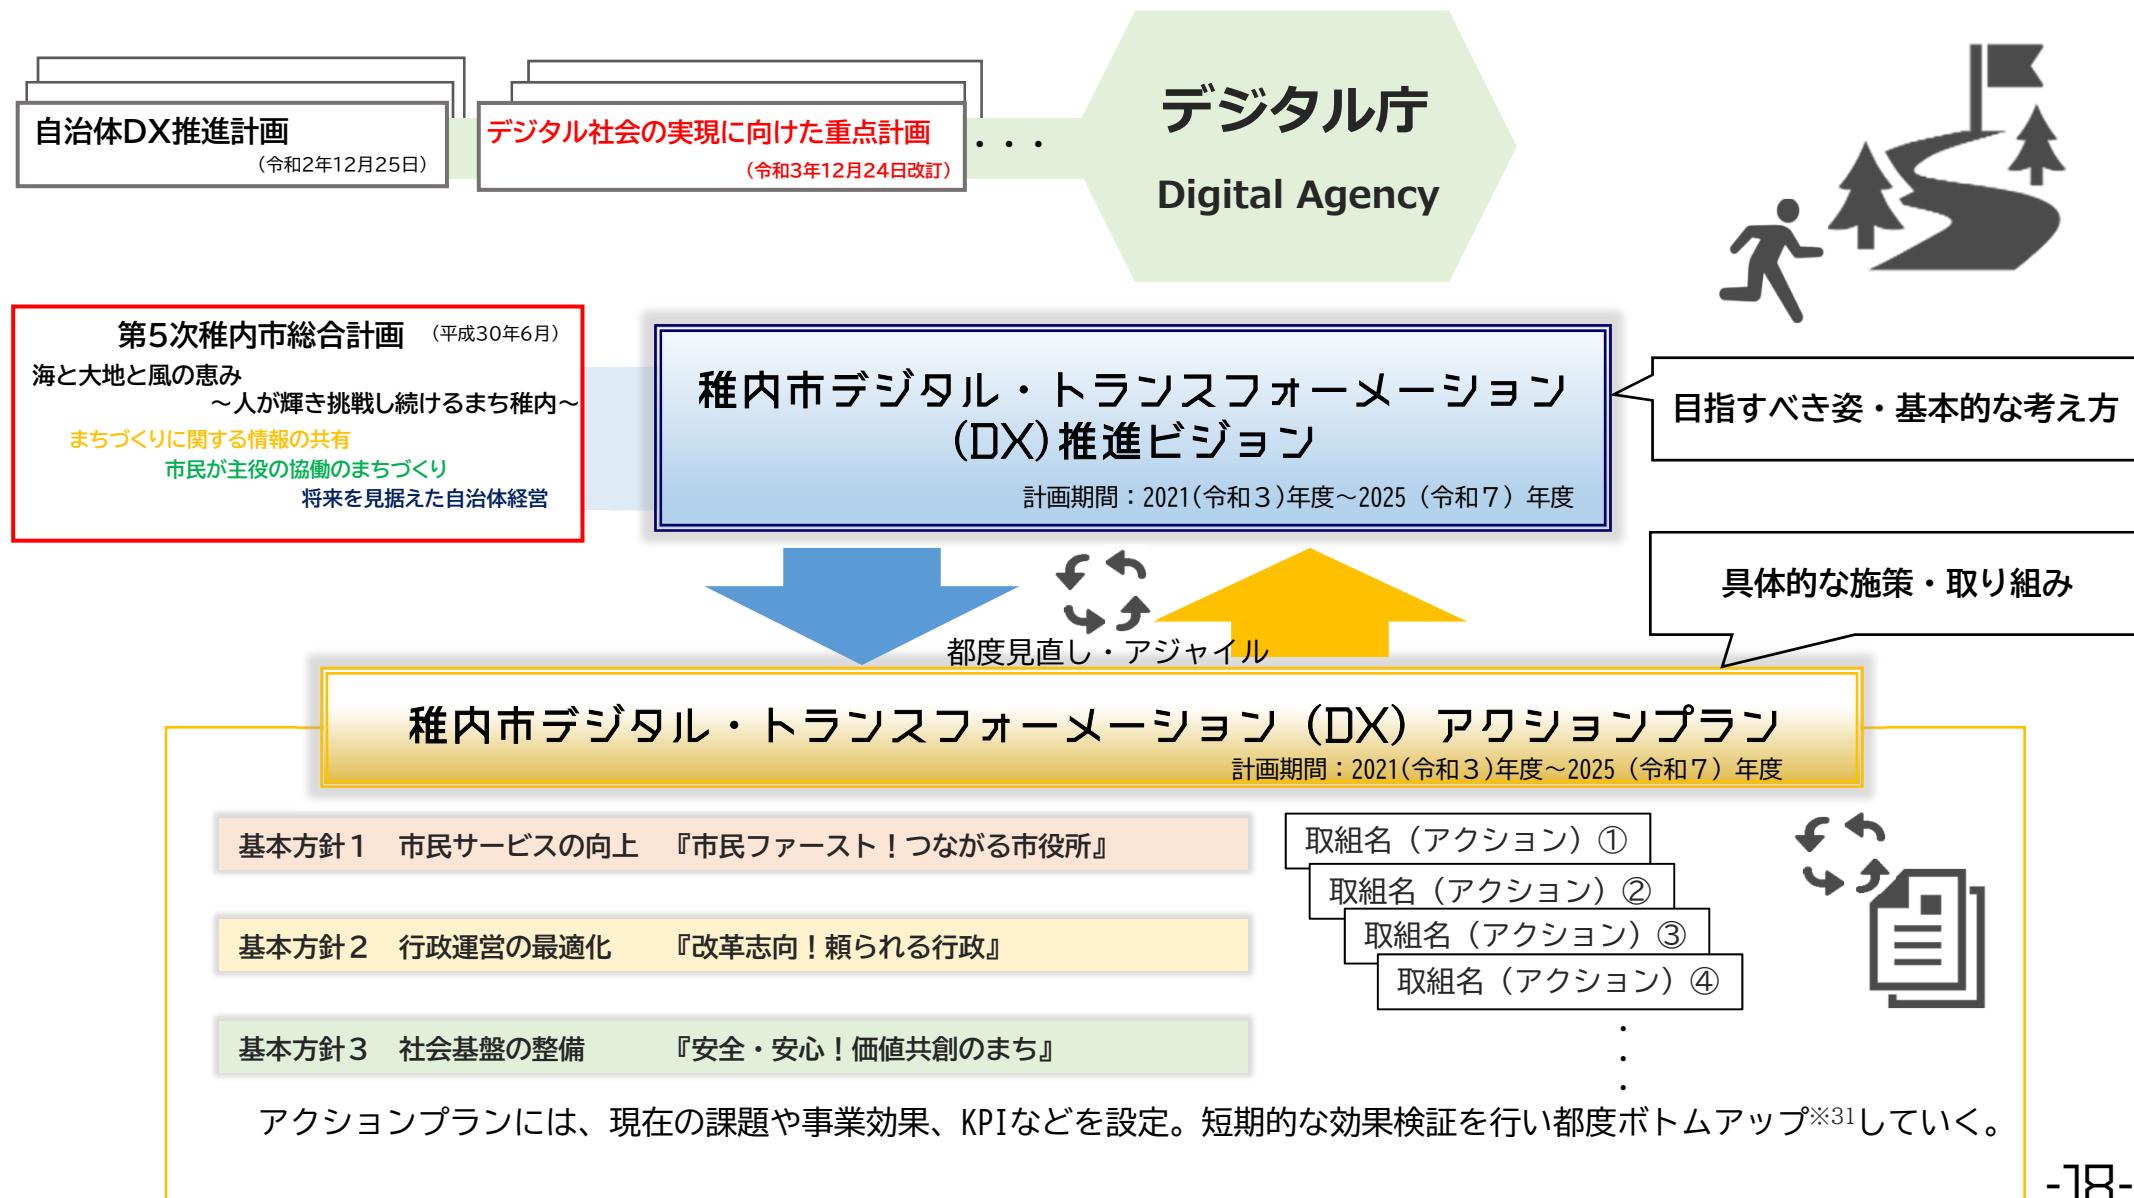 自治体DX推進計画
（令和2年12月25日）
デジタル社会の実現に向けた重点計画
（令和3年12月24日改訂）
・・・
デジタル庁
Digital Agency
第5次稚内市総合計画 （平成30年6月）
海と大地と風の恵み
～人が輝き挑戦し続けるまち稚内～
まちづくりに関する情報の共有
市民が主役の協働のまちづくり
将来を見据えた自治体経営
稚内市デジタル・トランスフォーメーション
(DX)推進ビジョン
計画期間：2021(令和３)年度～2025（令和７）年度
目指すべき姿・基本的な考え方
具体的な施策・取り組み
都度見直し・アジャイル
稚内市デジタル・トランスフォーメーション（DX）アクションプラン
計画期間：2021(令和３)年度～2025（令和７）年度
基本方針１ 市民サービスの向上 『市民ファースト！つながる市役所』
基本方針２ 行政運営の最適化 『改革志向！頼られる行政』
基本方針３ 社会基盤の整備 『安全・安心！価値共創のまち』
取組名（アクション）①
取組名（アクション）②
取組名（アクション）③
取組名（アクション）④
・
・
・
アクションプランには、現在の課題や事業効果、KPIなどを設定。短期的な効果検証を行い都度ボトムアップ※31していく。
-18-